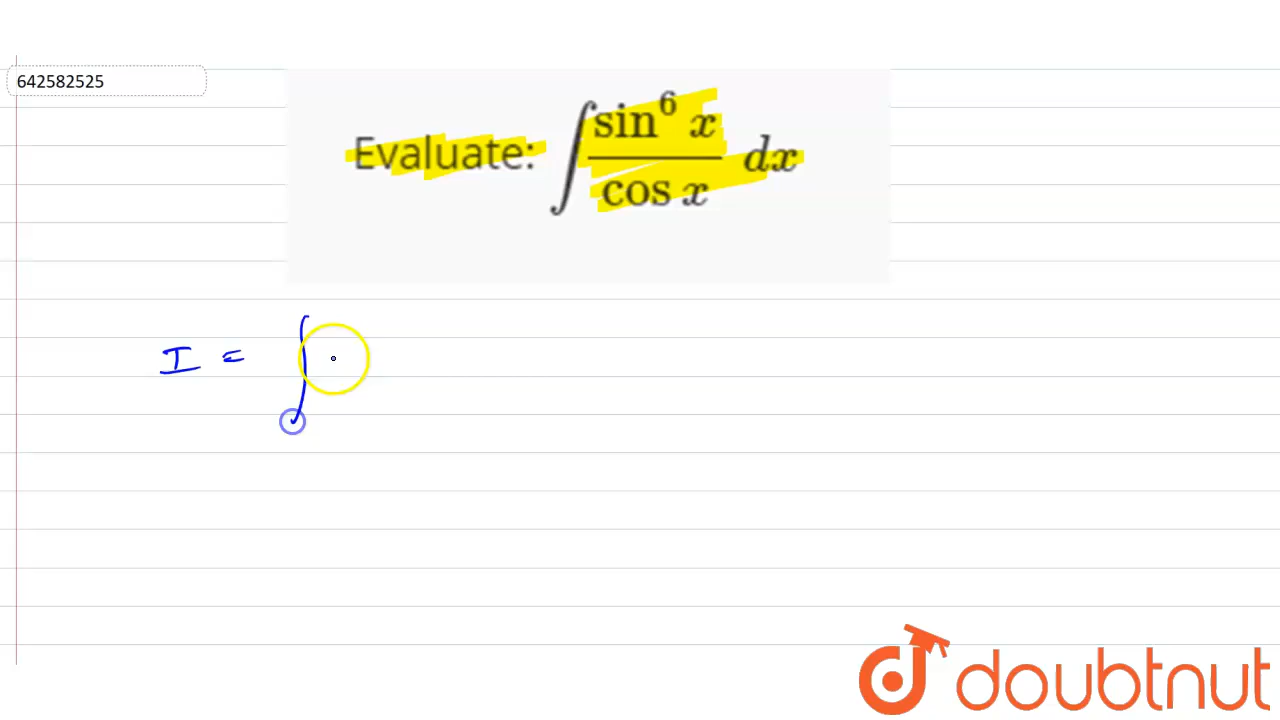 642582525
Evaluate: ∫ sin⁶ x / cos x dx
I = ∫
doubtnut